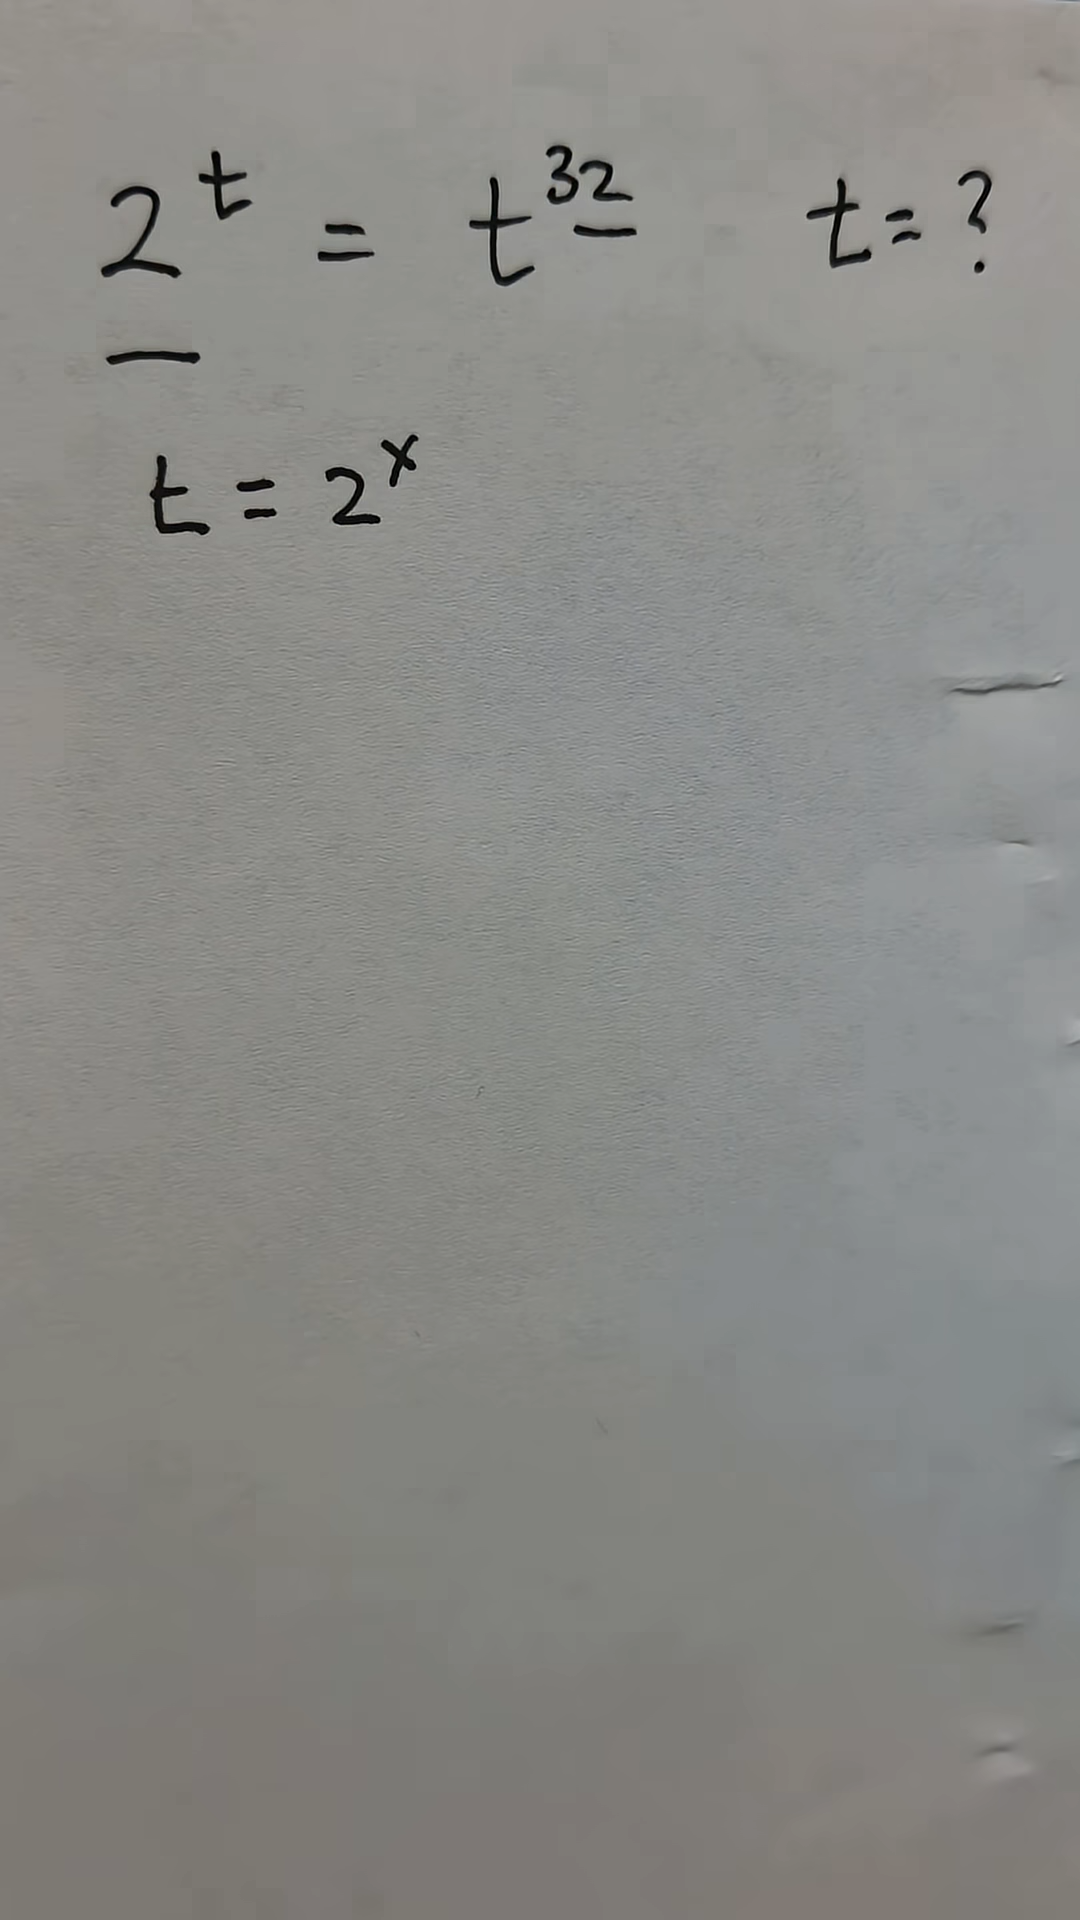 2^t = t^32 t = ?
t = 2^x